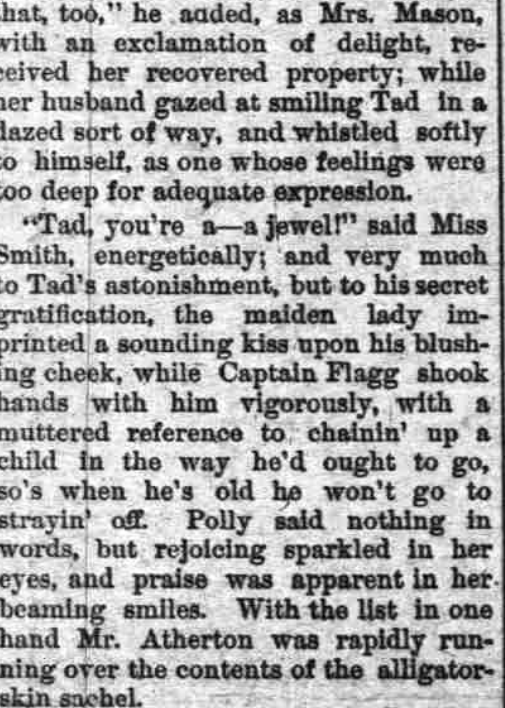 that, too," he added, as Mrs. Mason,
with an exclamation of delight, re-
ceived her recovered property; while
her husband gazed at smiling Tad in a
dazed sort of way, and whistled softly
to himself, as one whose feelings were
too deep for adequate expression.
"Tad, you're a—a jewel!" said Miss
Smith, energetically; and very much
to Tad's astonishment, but to his secret
gratification, the maiden lady im-
printed a sounding kiss upon his blush-
ing cheek, while Captain Flagg shook
hands with him vigorously, with a
muttered reference to chainin' up a
child in the way he'd ought to go,
so's when he's old he won't go to
strayin' off. Polly said nothing in
words, but rejoicing sparkled in her
eyes, and praise was apparent in her
beaming smiles. With the list in one
hand Mr. Atherton was rapidly run-
ning over the contents of the alligator-
skin sachel.